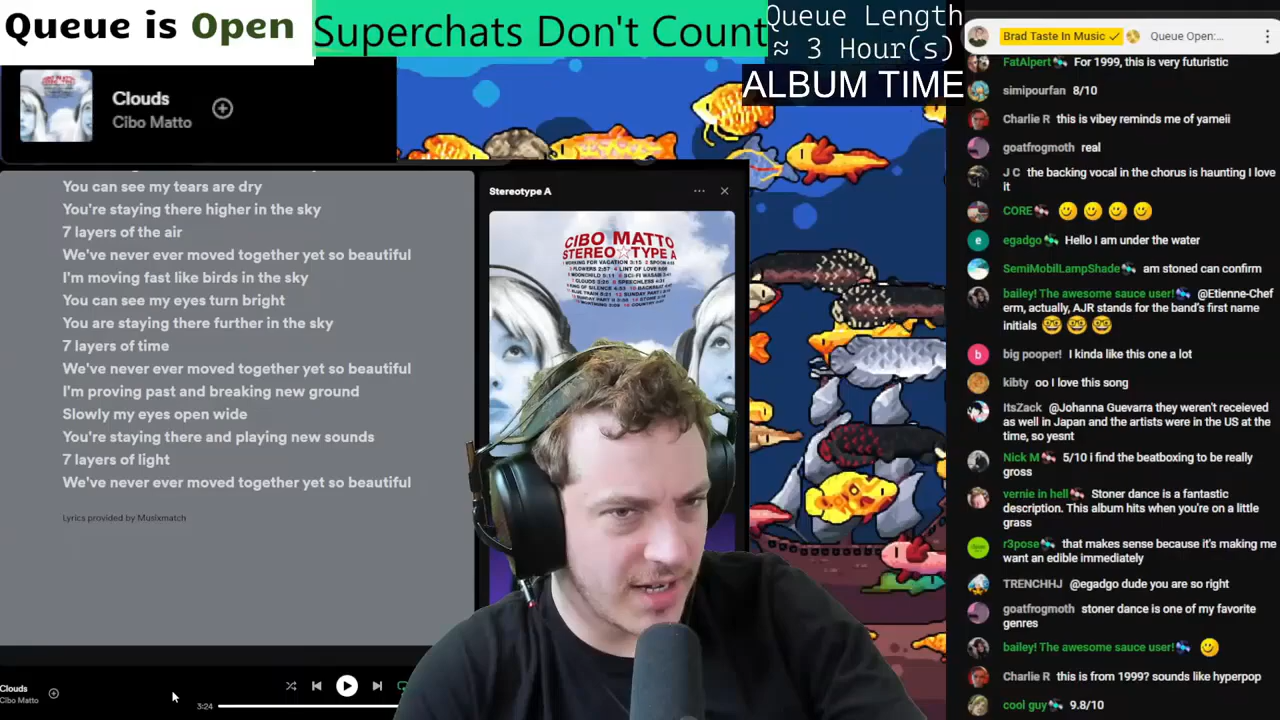 Queue is Open
Superchats Don't Count
Queue Length
≈ 3 Hour(s)
ALBUM TIME
Clouds
Cibo Matto
You can see my tears are dry
You're staying there higher in the sky
7 layers of the air
We've never ever moved together yet so beautiful
I'm moving fast like birds in the sky
You can see my eyes turn bright
You are staying there further in the sky
7 layers of time
We've never ever moved together yet so beautiful
I'm proving past and breaking new ground
Slowly my eyes open wide
You're staying there and playing new sounds
7 layers of light
We've never ever moved together yet so beautiful
Lyrics provided by Musixmatch
Clouds
Cibo Matto
3:24
Stereotype A
CIBO MATTO
STEREO☆TYPE A
Brad Taste In Music
Queue Open:...
FatAlpert For 1999, this is very futuristic
simipourfan 8/10
Charlie R this is vibey reminds me of yameii
goatfrogmoth real
J C the backing vocal in the chorus is haunting I love
it
CORE
egadgo Hello I am under the water
SemiMobilLampShade am stoned can confirm
bailey! The awesome sauce user! @Etienne-Chef
erm, actually, AJR stands for the band's first name
initials
big pooper! I kinda like this one a lot
kibty oo I love this song
ItsZack @Johanna Guevarra they weren't receieved
as well in Japan and the artists were in the US at the
time, so yesnt
Nick M 5/10 i find the beatboxing to be really
gross
vernie in hell Stoner dance is a fantastic
description. This album hits when you're on a little
grass
r3pose that makes sense because it's making me
want an edible immediately
TRENCHHJ @egadgo dude you are so right
goatfrogmoth stoner dance is one of my favorite
genres
bailey! The awesome sauce user!
Charlie R this is from 1999? sounds like hyperpop
cool guy 9.8/10